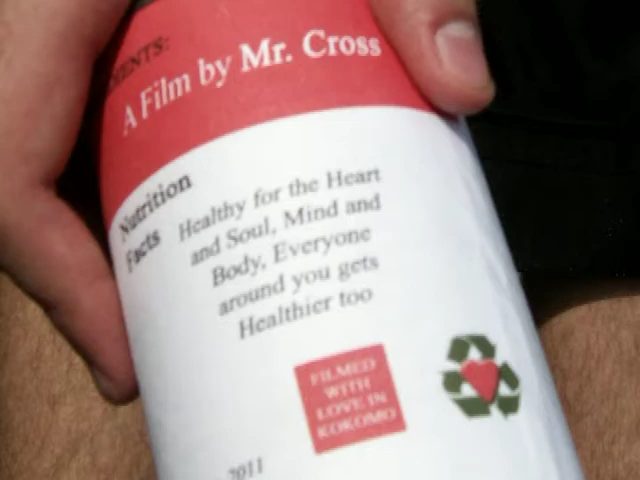 A Film by Mr. Cross
Nutrition
Facts
Healthy for the Heart
and Soul, Mind and
Body, Everyone
around you gets
Healthier too
FILMED
WITH
LOVE IN
KOKOMO
2011